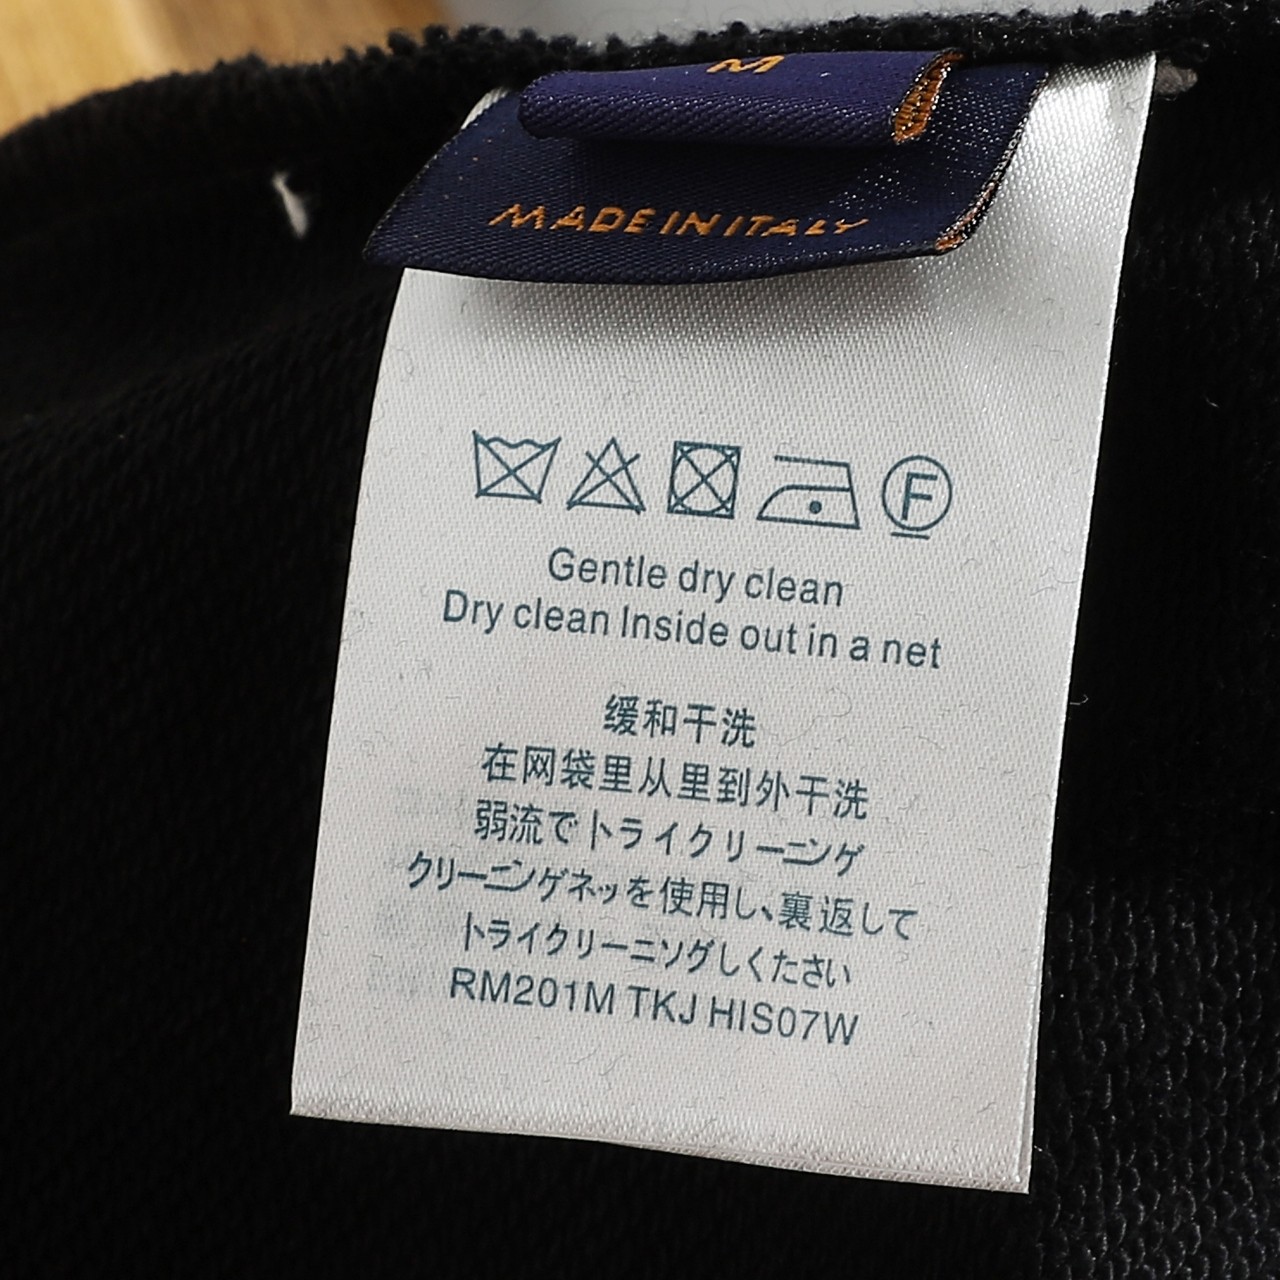 M
MADE IN ITALY
F
Gentle dry clean
Dry clean Inside out in a net
缓和干洗
在网袋里从里到外干洗
弱流でトライクリーニング
クリーニングネッを使用し、裏返して
トライクリーニソグしくたさい
RM201M TKJ HIS07W